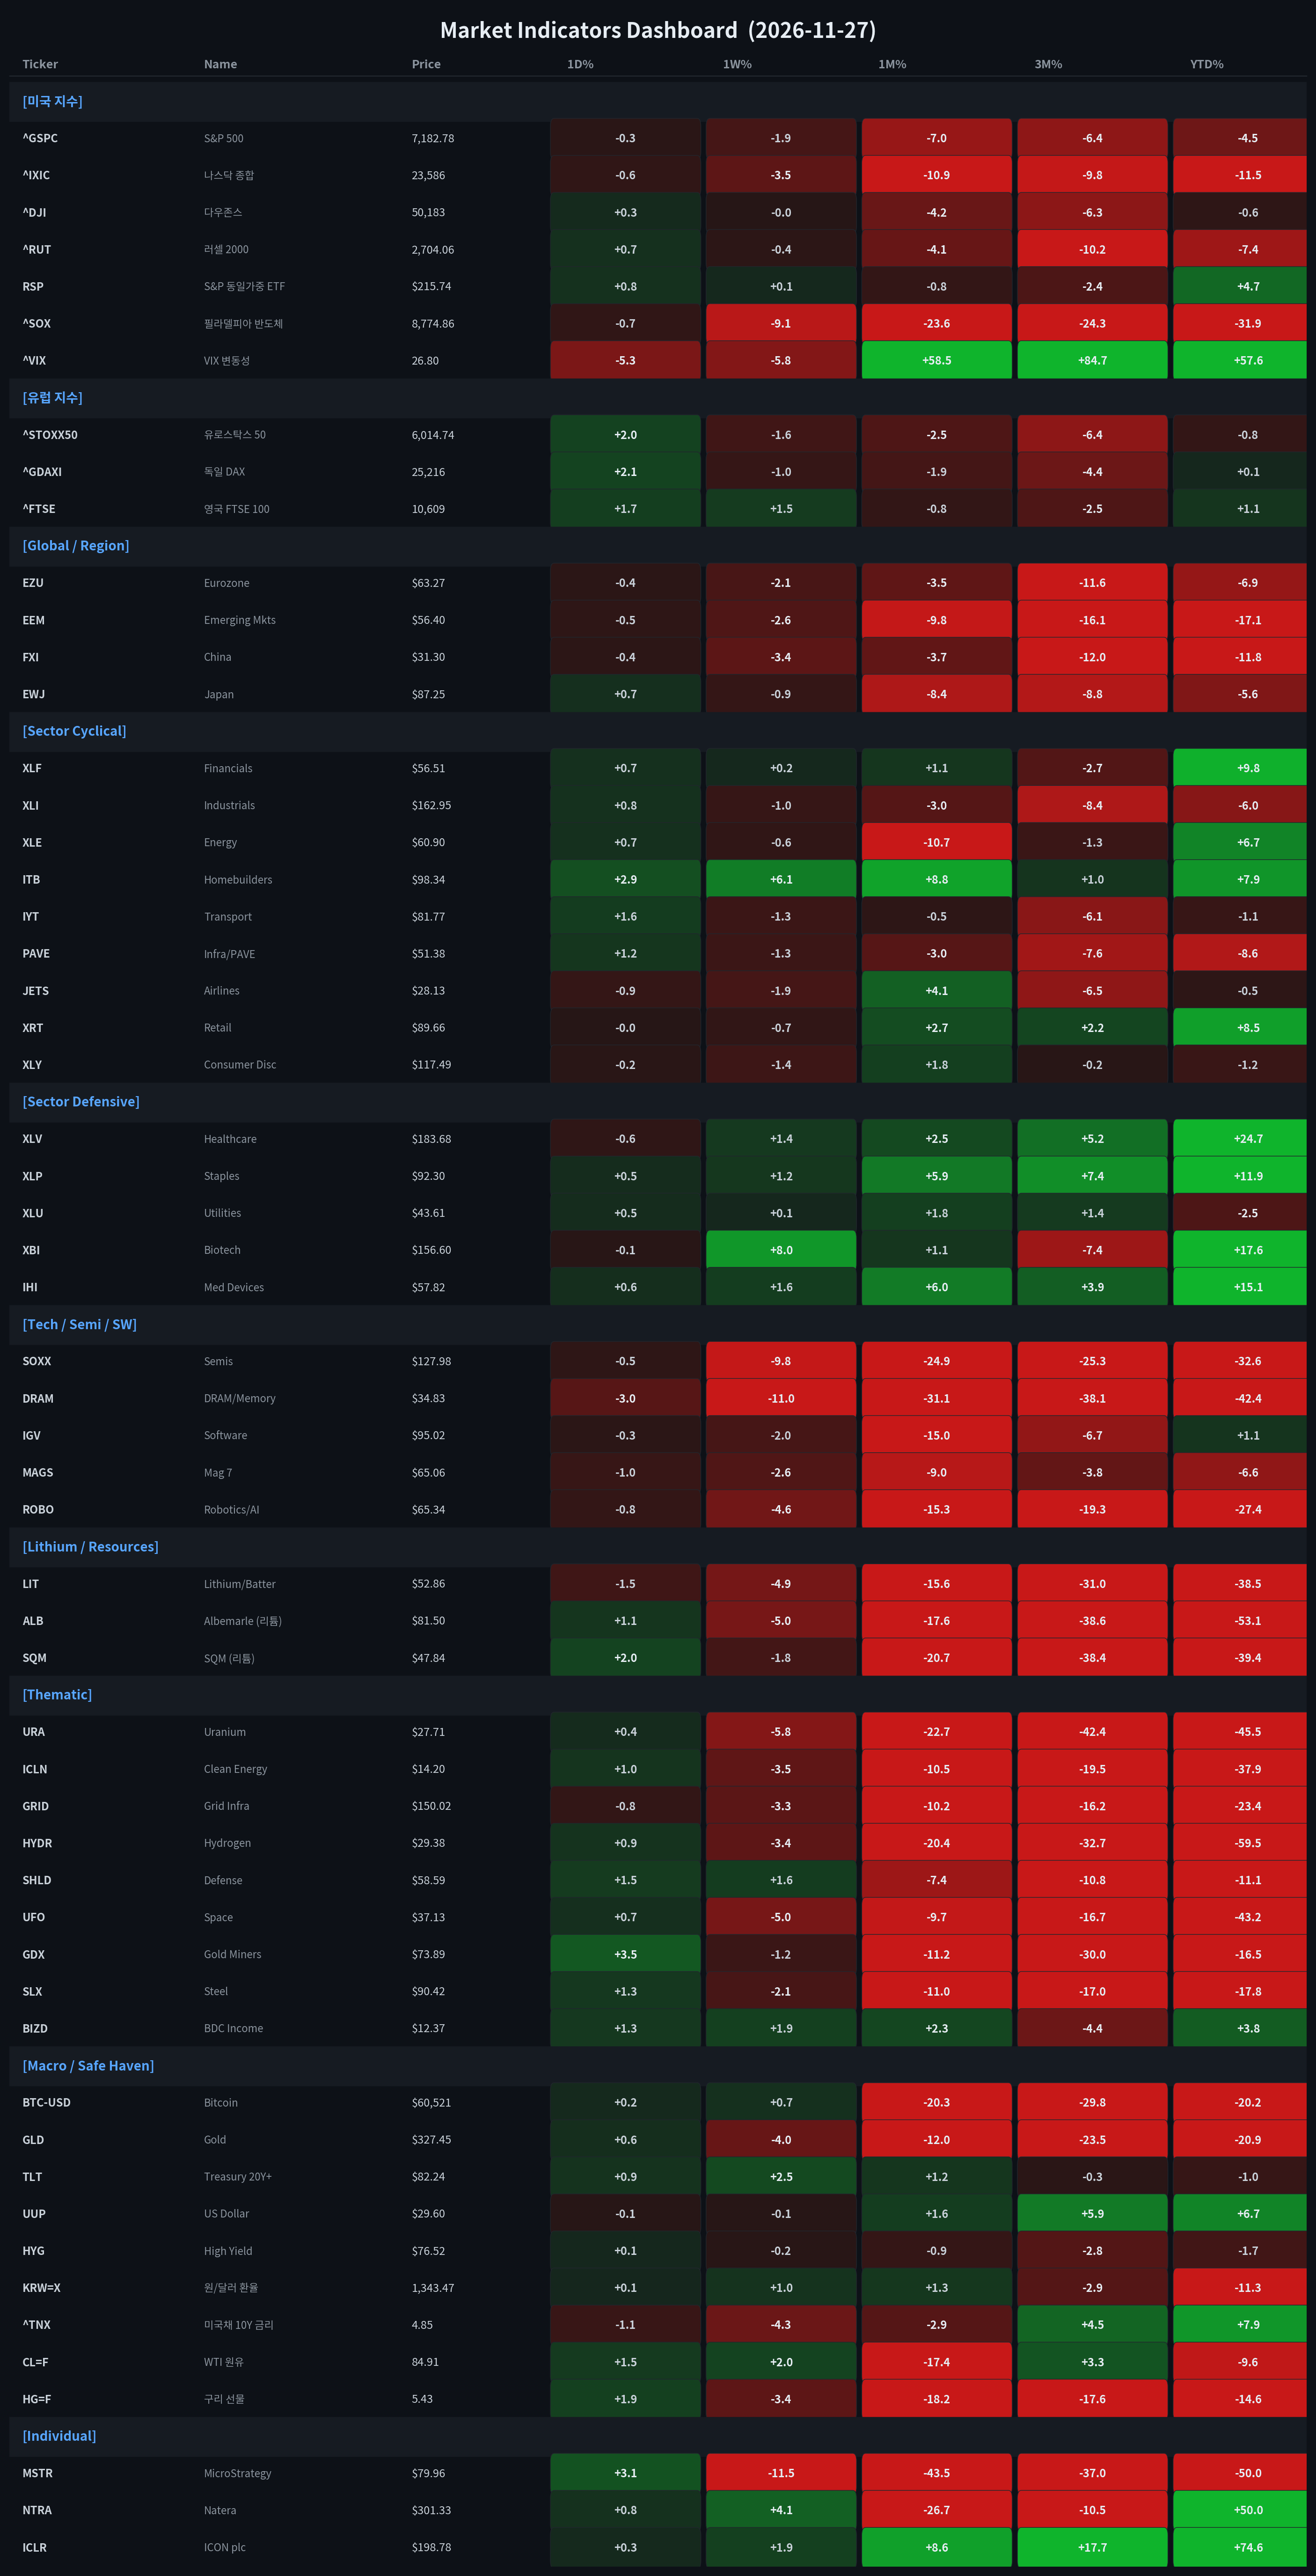 Market Indicators Dashboard (2026-11-27)
Ticker Name Price 1D% 1W% 1M% 3M% YTD%
[미국 지수]
^GSPC S&P 500 7,182.78 -0.3 -1.9 -7.0 -6.4 -4.5
^IXIC 나스닥 종합 23,586 -0.6 -3.5 -10.9 -9.8 -11.5
^DJI 다우존스 50,183 +0.3 -0.0 -4.2 -6.3 -0.6
^RUT 러셀 2000 2,704.06 +0.7 -0.4 -4.1 -10.2 -7.4
RSP S&P 동일가중 ETF $215.74 +0.8 +0.1 -0.8 -2.4 +4.7
^SOX 필라델피아 반도체 8,774.86 -0.7 -9.1 -23.6 -24.3 -31.9
^VIX VIX 변동성 26.80 -5.3 -5.8 +58.5 +84.7 +57.6
[유럽 지수]
^STOXX50 유로스탁스 50 6,014.74 +2.0 -1.6 -2.5 -6.4 -0.8
^GDAXI 독일 DAX 25,216 +2.1 -1.0 -1.9 -4.4 +0.1
^FTSE 영국 FTSE 100 10,609 +1.7 +1.5 -0.8 -2.5 +1.1
[Global / Region]
EZU Eurozone $63.27 -0.4 -2.1 -3.5 -11.6 -6.9
EEM Emerging Mkts $56.40 -0.5 -2.6 -9.8 -16.1 -17.1
FXI China $31.30 -0.4 -3.4 -3.7 -12.0 -11.8
EWJ Japan $87.25 +0.7 -0.9 -8.4 -8.8 -5.6
[Sector Cyclical]
XLF Financials $56.51 +0.7 +0.2 +1.1 -2.7 +9.8
XLI Industrials $162.95 +0.8 -1.0 -3.0 -8.4 -6.0
XLE Energy $60.90 +0.7 -0.6 -10.7 -1.3 +6.7
ITB Homebuilders $98.34 +2.9 +6.1 +8.8 +1.0 +7.9
IYT Transport $81.77 +1.6 -1.3 -0.5 -6.1 -1.1
PAVE Infra/PAVE $51.38 +1.2 -1.3 -3.0 -7.6 -8.6
JETS Airlines $28.13 -0.9 -1.9 +4.1 -6.5 -0.5
XRT Retail $89.66 -0.0 -0.7 +2.7 +2.2 +8.5
XLY Consumer Disc $117.49 -0.2 -1.4 +1.8 -0.2 -1.2
[Sector Defensive]
XLV Healthcare $183.68 -0.6 +1.4 +2.5 +5.2 +24.7
XLP Staples $92.30 +0.5 +1.2 +5.9 +7.4 +11.9
XLU Utilities $43.61 +0.5 +0.1 +1.8 +1.4 -2.5
XBI Biotech $156.60 -0.1 +8.0 +1.1 -7.4 +17.6
IHI Med Devices $57.82 +0.6 +1.6 +6.0 +3.9 +15.1
[Tech / Semi / SW]
SOXX Semis $127.98 -0.5 -9.8 -24.9 -25.3 -32.6
DRAM DRAM/Memory $34.83 -3.0 -11.0 -31.1 -38.1 -42.4
IGV Software $95.02 -0.3 -2.0 -15.0 -6.7 +1.1
MAGS Mag 7 $65.06 -1.0 -2.6 -9.0 -3.8 -6.6
ROBO Robotics/AI $65.34 -0.8 -4.6 -15.3 -19.3 -27.4
[Lithium / Resources]
LIT Lithium/Batter $52.86 -1.5 -4.9 -15.6 -31.0 -38.5
ALB Albemarle (리튬) $81.50 +1.1 -5.0 -17.6 -38.6 -53.1
SQM SQM (리튬) $47.84 +2.0 -1.8 -20.7 -38.4 -39.4
[Thematic]
URA Uranium $27.71 +0.4 -5.8 -22.7 -42.4 -45.5
ICLN Clean Energy $14.20 +1.0 -3.5 -10.5 -19.5 -37.9
GRID Grid Infra $150.02 -0.8 -3.3 -10.2 -16.2 -23.4
HYDR Hydrogen $29.38 +0.9 -3.4 -20.4 -32.7 -59.5
SHLD Defense $58.59 +1.5 +1.6 -7.4 -10.8 -11.1
UFO Space $37.13 +0.7 -5.0 -9.7 -16.7 -43.2
GDX Gold Miners $73.89 +3.5 -1.2 -11.2 -30.0 -16.5
SLX Steel $90.42 +1.3 -2.1 -11.0 -17.0 -17.8
BIZD BDC Income $12.37 +1.3 +1.9 +2.3 -4.4 +3.8
[Macro / Safe Haven]
BTC-USD Bitcoin $60,521 +0.2 +0.7 -20.3 -29.8 -20.2
GLD Gold $327.45 +0.6 -4.0 -12.0 -23.5 -20.9
TLT Treasury 20Y+ $82.24 +0.9 +2.5 +1.2 -0.3 -1.0
UUP US Dollar $29.60 -0.1 -0.1 +1.6 +5.9 +6.7
HYG High Yield $76.52 +0.1 -0.2 -0.9 -2.8 -1.7
KRW=X 원/달러 환율 1,343.47 +0.1 +1.0 +1.3 -2.9 -11.3
^TNX 미국채 10Y 금리 4.85 -1.1 -4.3 -2.9 +4.5 +7.9
CL=F WTI 원유 84.91 +1.5 +2.0 -17.4 +3.3 -9.6
HG=F 구리 선물 5.43 +1.9 -3.4 -18.2 -17.6 -14.6
[Individual]
MSTR MicroStrategy $79.96 +3.1 -11.5 -43.5 -37.0 -50.0
NTRA Natera $301.33 +0.8 +4.1 -26.7 -10.5 +50.0
ICLR ICON plc $198.78 +0.3 +1.9 +8.6 +17.7 +74.6